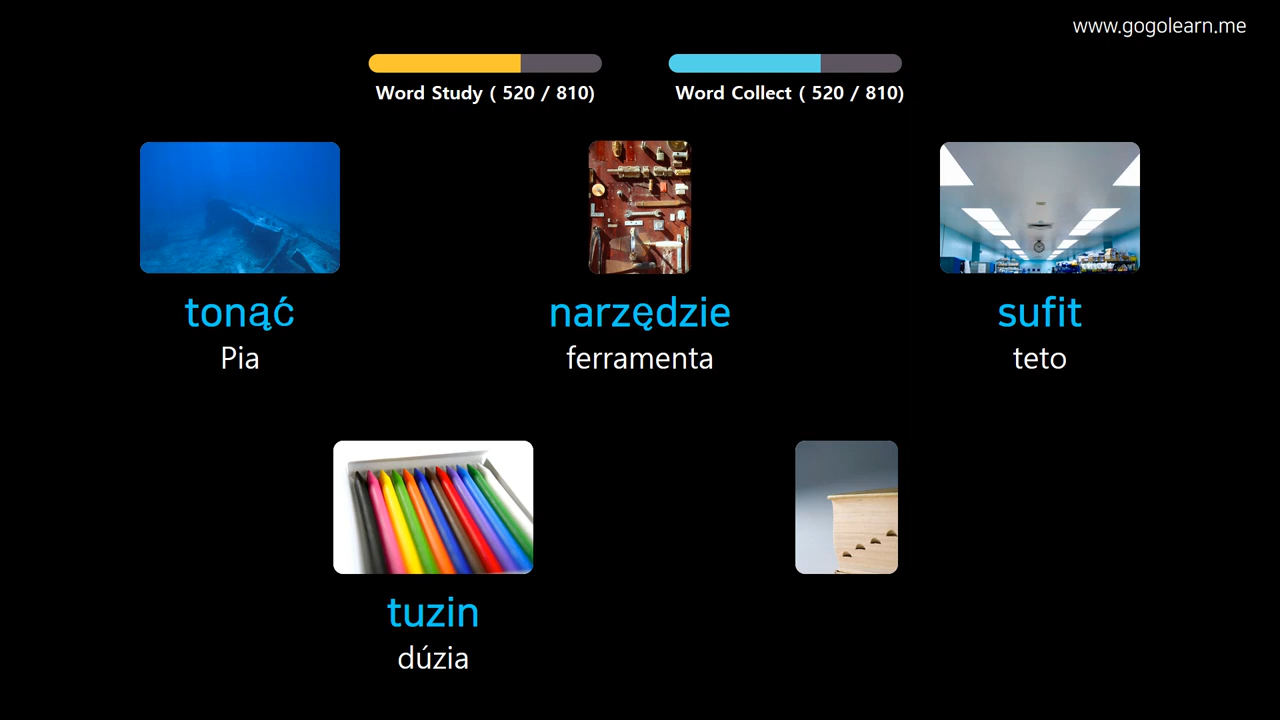 www.gogolearn.me
Word Study ( 520 / 810)
Word Collect ( 520 / 810)
tonąć
Pia
narzędzie
ferramenta
sufit
teto
tuzin
dúzia